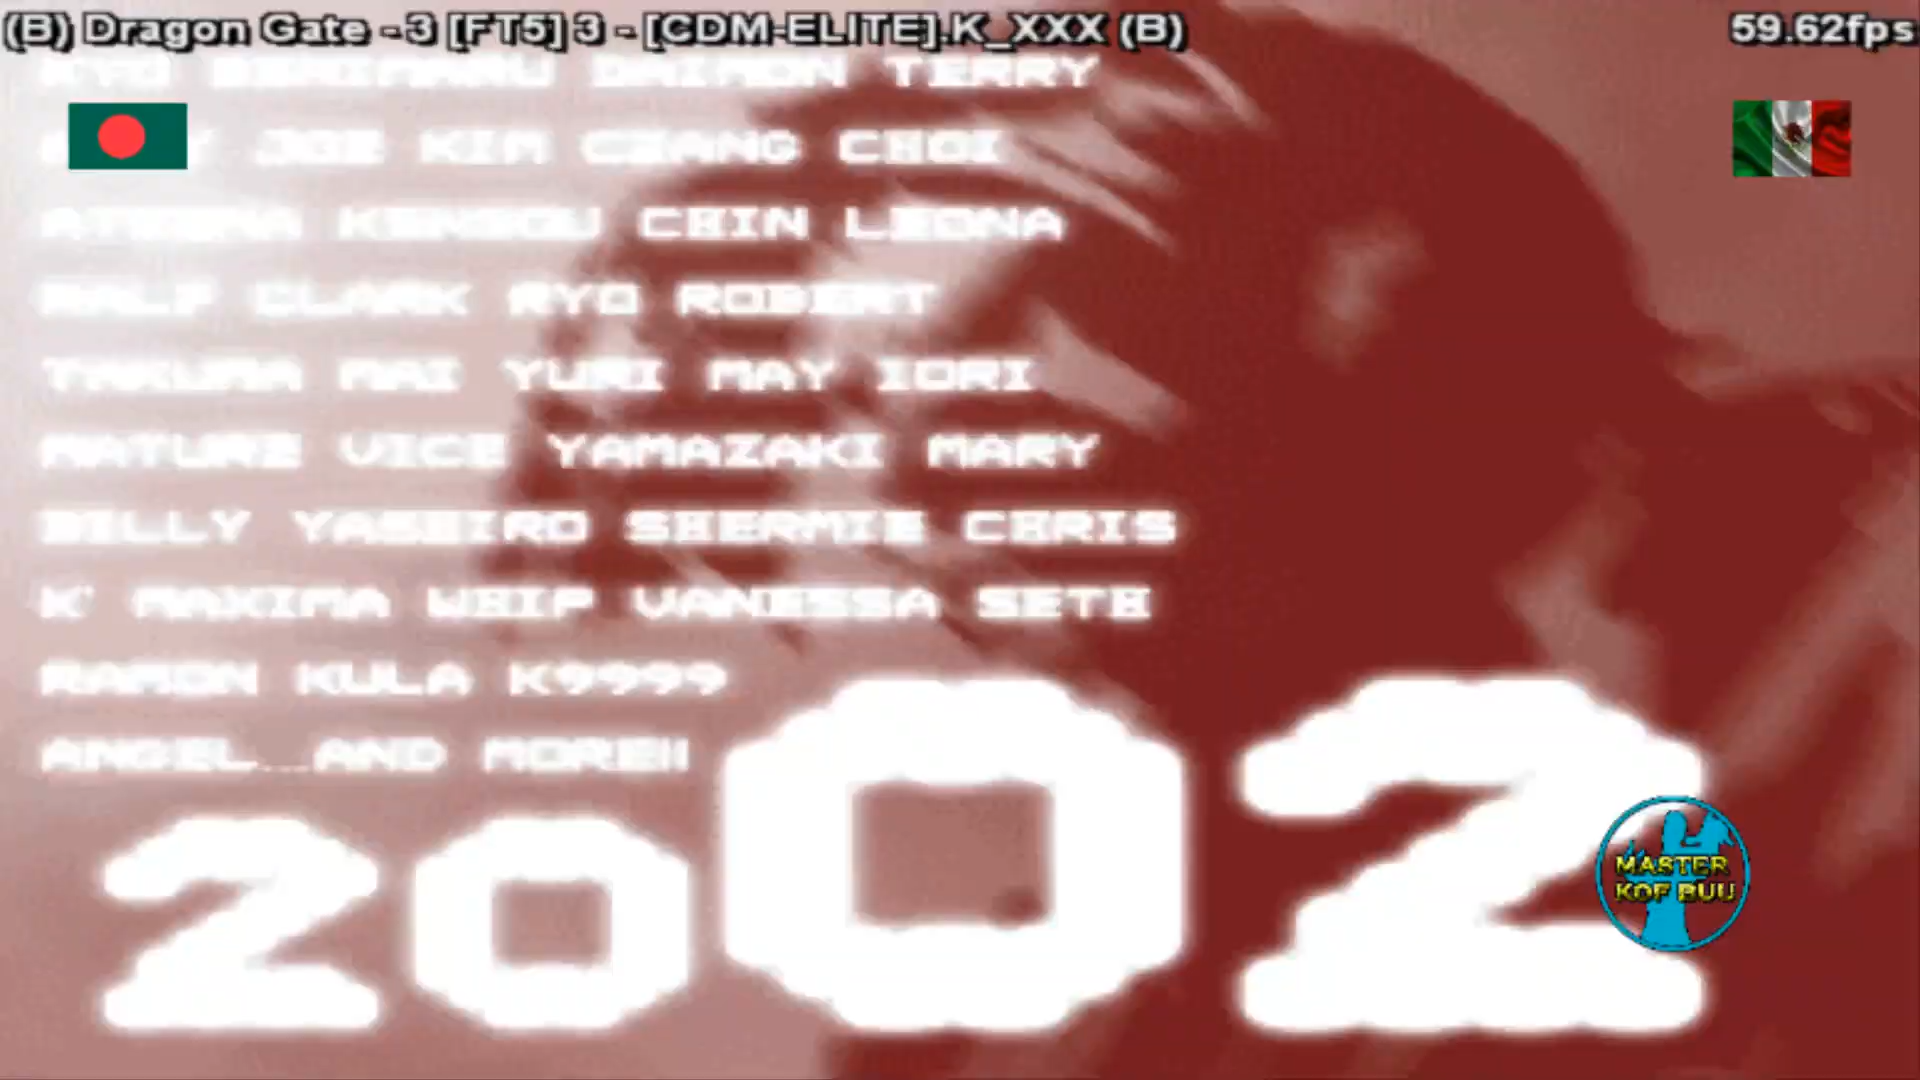 (B) Dragon Gate - 3 [FT5] 3 - [CDM-ELITE].K_XXX (B)
59.62fps
KYO BENIMARU DAIMON TERRY
JOE KIM CHANG CHOI
ATHENA KENSOU CHIN LEONA
RALF CLARK RYO ROBERT
TAKUMA MAI YURI MAY IORI
MATURE VICE YAMAZAKI MARY
BILLY YASHIRO SHERMIE CHRIS
K' MAXIMA WHIP VANESSA SETH
RAMON KULA K9999
ANGEL...AND MORE!!
2002
MASTER
KOF BUU